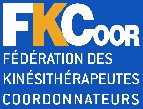 FKCOOR
FÉDÉRATION DES
KINÉSITHÉRAPEUTES
COORDONNATEURS